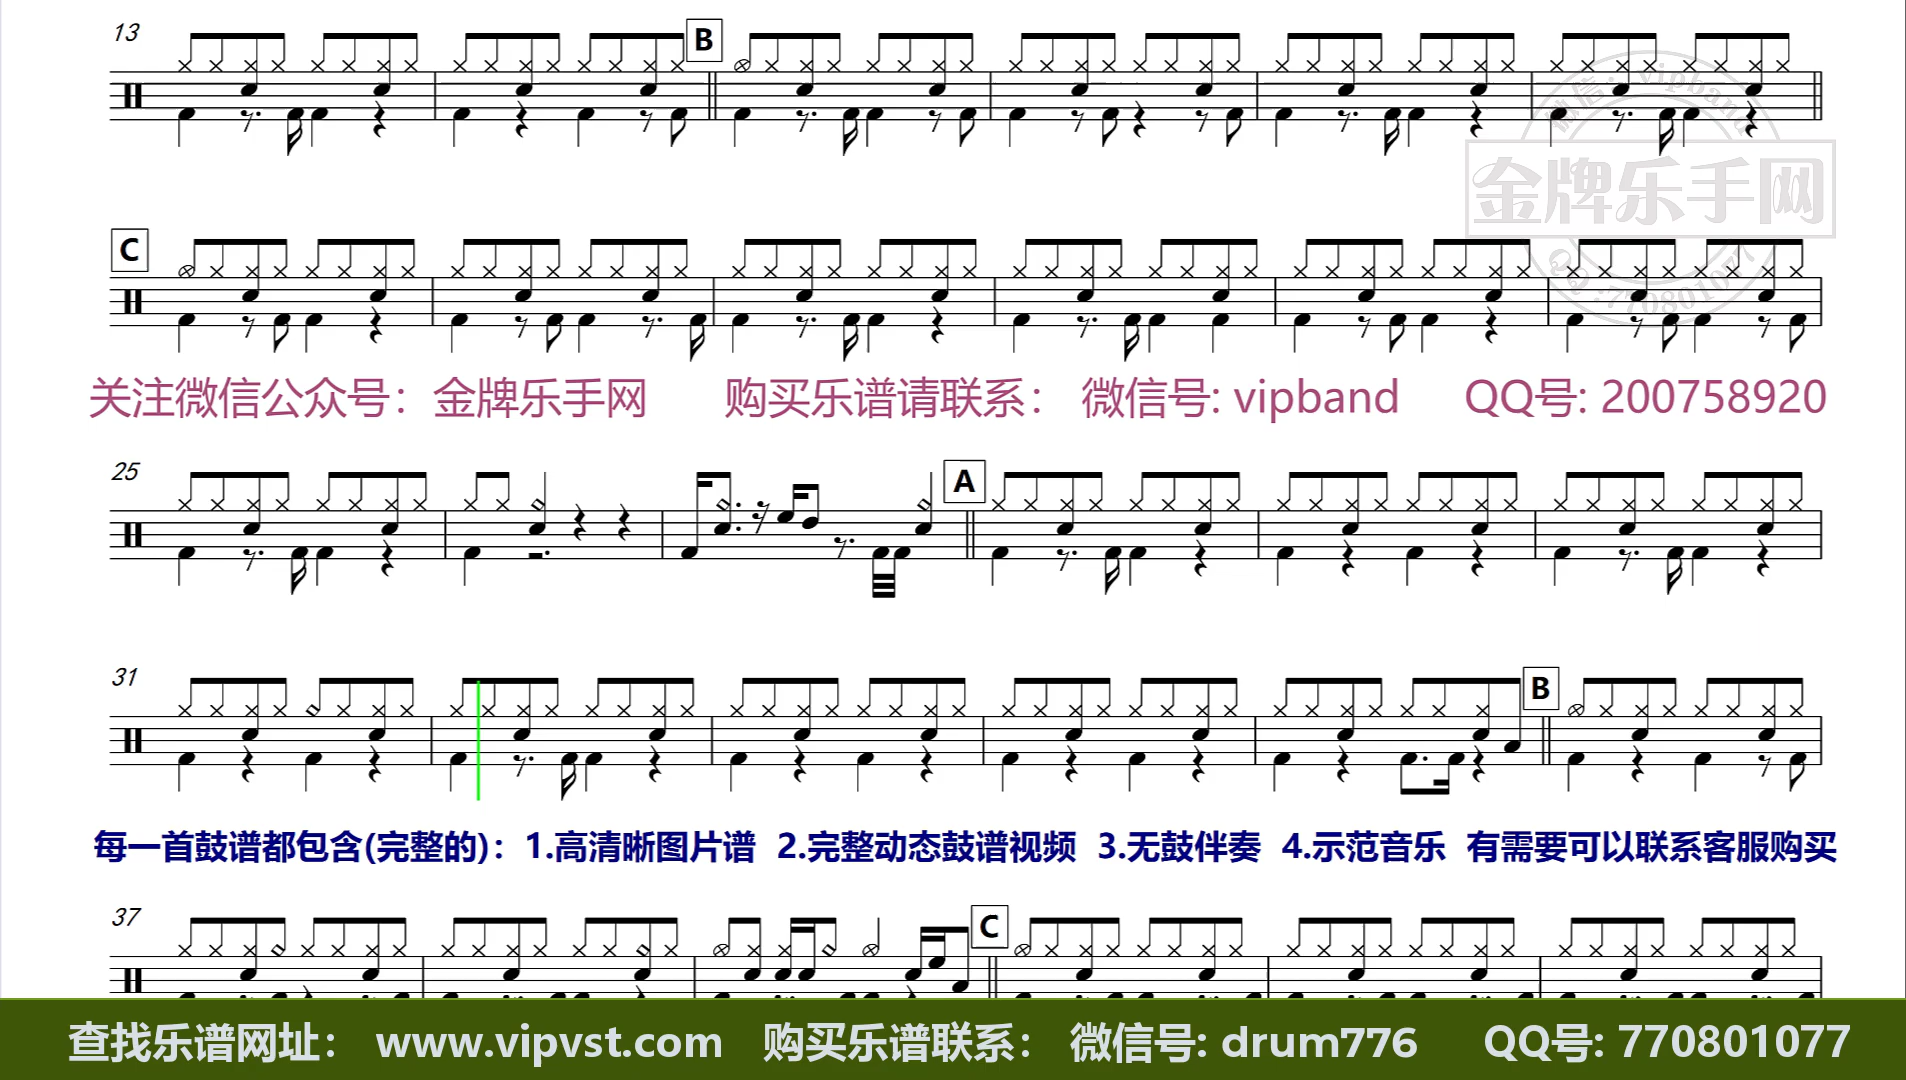 13
B
微信:vipband
金牌乐手网
QQ:770801077
C
关注微信公众号：金牌乐手网 购买乐谱请联系： 微信号: vipband QQ号: 200758920
25
A
31
B
每一首鼓谱都包含(完整的)：1.高清晰图片谱 2.完整动态鼓谱视频 3.无鼓伴奏 4.示范音乐 有需要可以联系客服购买
37
C
查找乐谱网址： www.vipvst.com 购买乐谱联系： 微信号: drum776 QQ号: 770801077